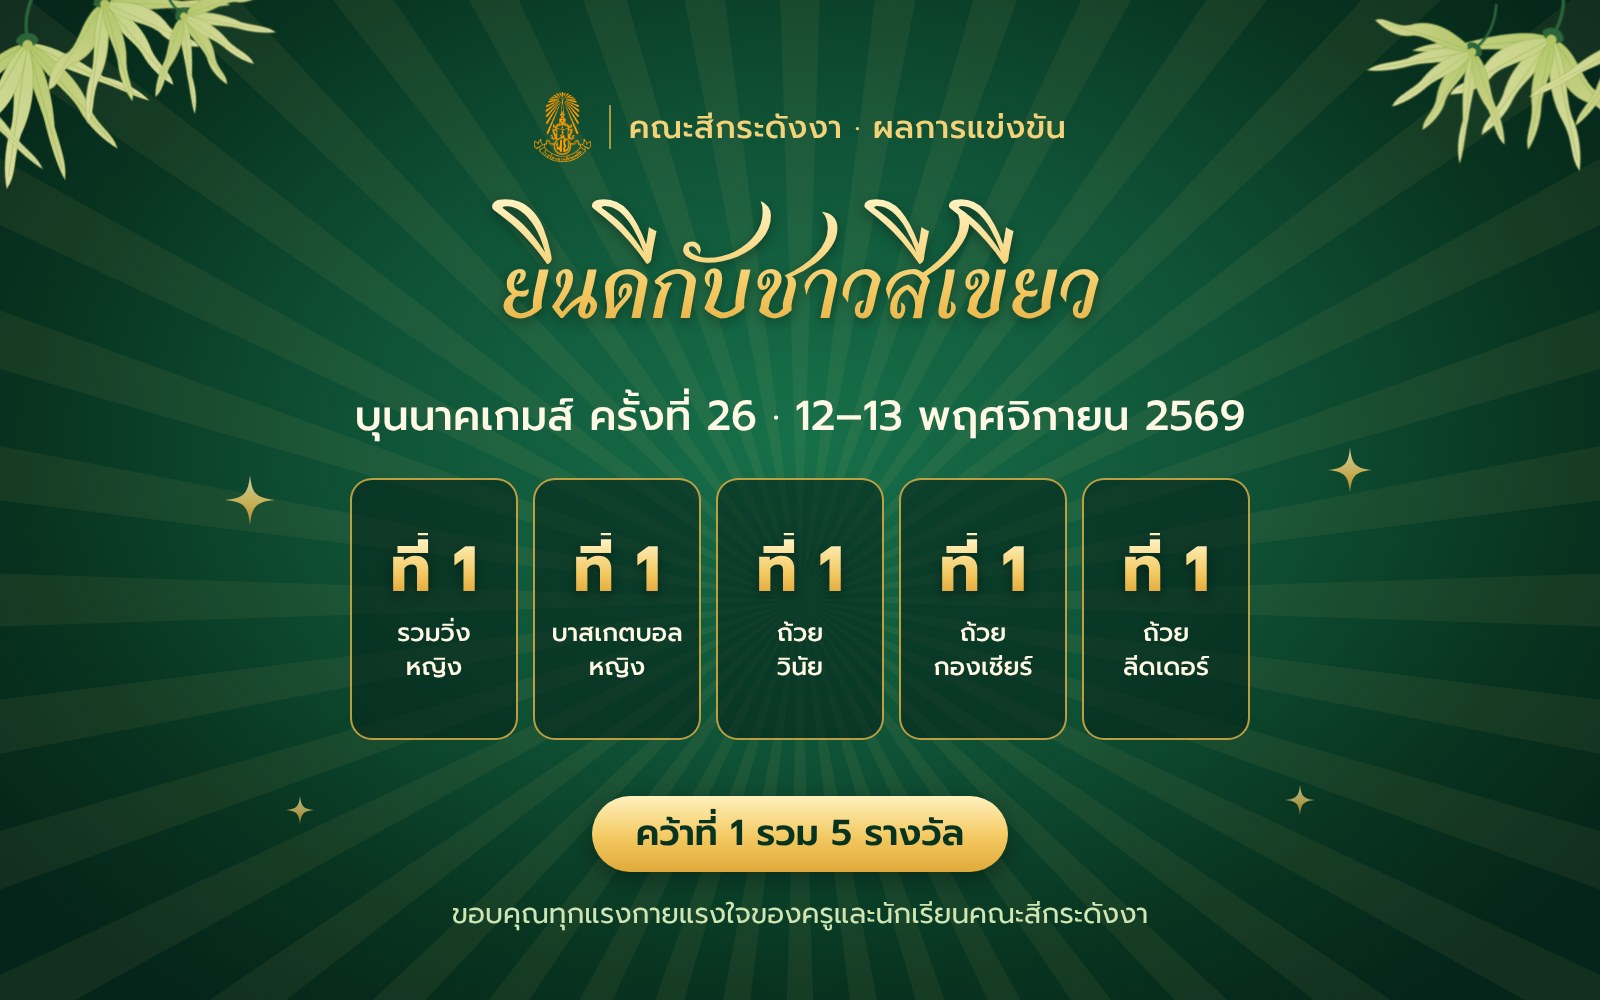 คณะสีกระดังงา · ผลการแข่งขัน
ยินดีกับชาวสีเขียว
บุนนาคเกมส์ ครั้งที่ 26 · 12–13 พฤศจิกายน 2569
ที่ 1
รวมวิ่ง
หญิง
ที่ 1
บาสเกตบอล
หญิง
ที่ 1
ถ้วย
วินัย
ที่ 1
ถ้วย
กองเชียร์
ที่ 1
ถ้วย
ลีดเดอร์
คว้าที่ 1 รวม 5 รางวัล
ขอบคุณทุกแรงกายแรงใจของครูและนักเรียนคณะสีกระดังงา